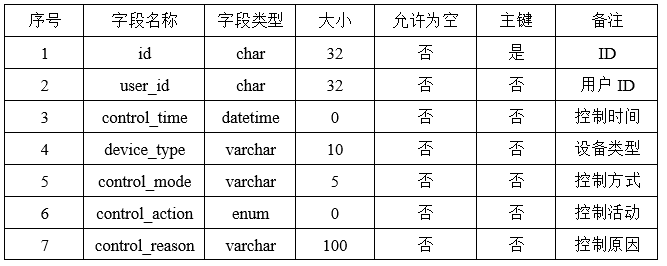 序号 字段名称 字段类型 大小 允许为空 主键 备注
1 id char 32 否 是 ID
2 user_id char 32 否 否 用户 ID
3 control_time datetime 0 否 否 控制时间
4 device_type varchar 10 否 否 设备类型
5 control_mode varchar 5 否 否 控制方式
6 control_action enum 0 否 否 控制活动
7 control_reason varchar 100 否 否 控制原因